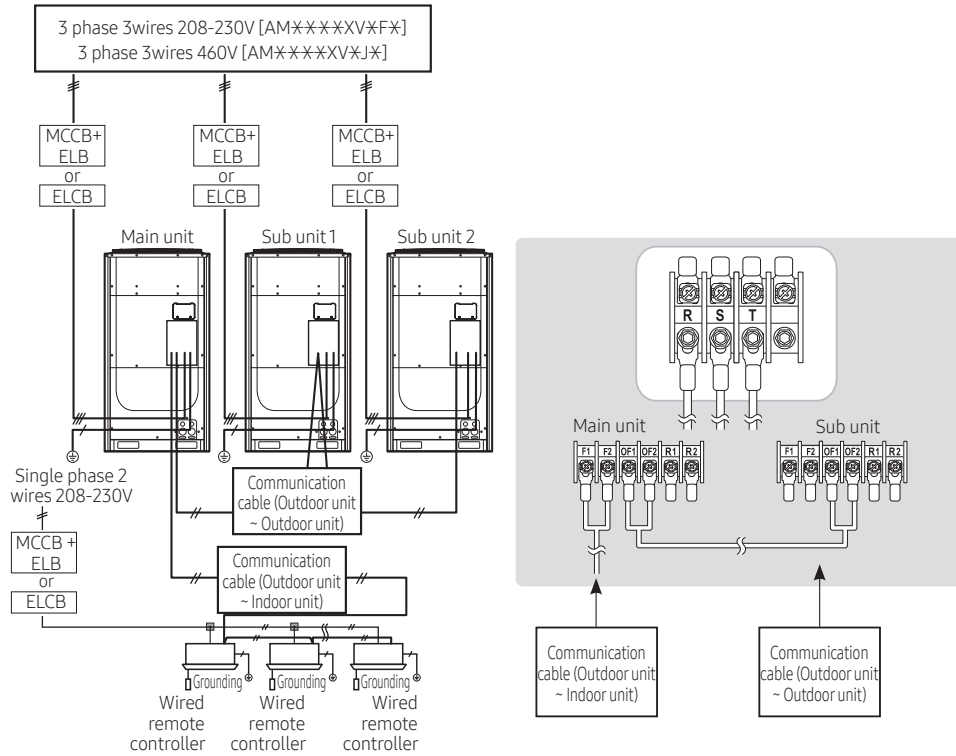 3 phase 3wires 208-230V [AM✳✳✳✳XV✳F✳]
3 phase 3wires 460V [AM✳✳✳✳XV✳J✳]
MCCB+
ELB
or
ELCB
MCCB+
ELB
or
ELCB
MCCB+
ELB
or
ELCB
Main unit
Sub unit 1
Sub unit 2
Single phase 2
wires 208-230V
MCCB +
ELB
or
ELCB
Communication
cable (Outdoor unit
~ Outdoor unit)
Communication
cable (Outdoor unit
~ Indoor unit)
Grounding
Grounding
Grounding
Wired
remote
controller
Wired
remote
controller
Wired
remote
controller
R S T
Main unit
F1 F2 OF1 OF2 R1 R2
Sub unit
F1 F2 OF1 OF2 R1 R2
Communication
cable (Outdoor unit
~ Indoor unit)
Communication
cable (Outdoor unit
~ Outdoor unit)